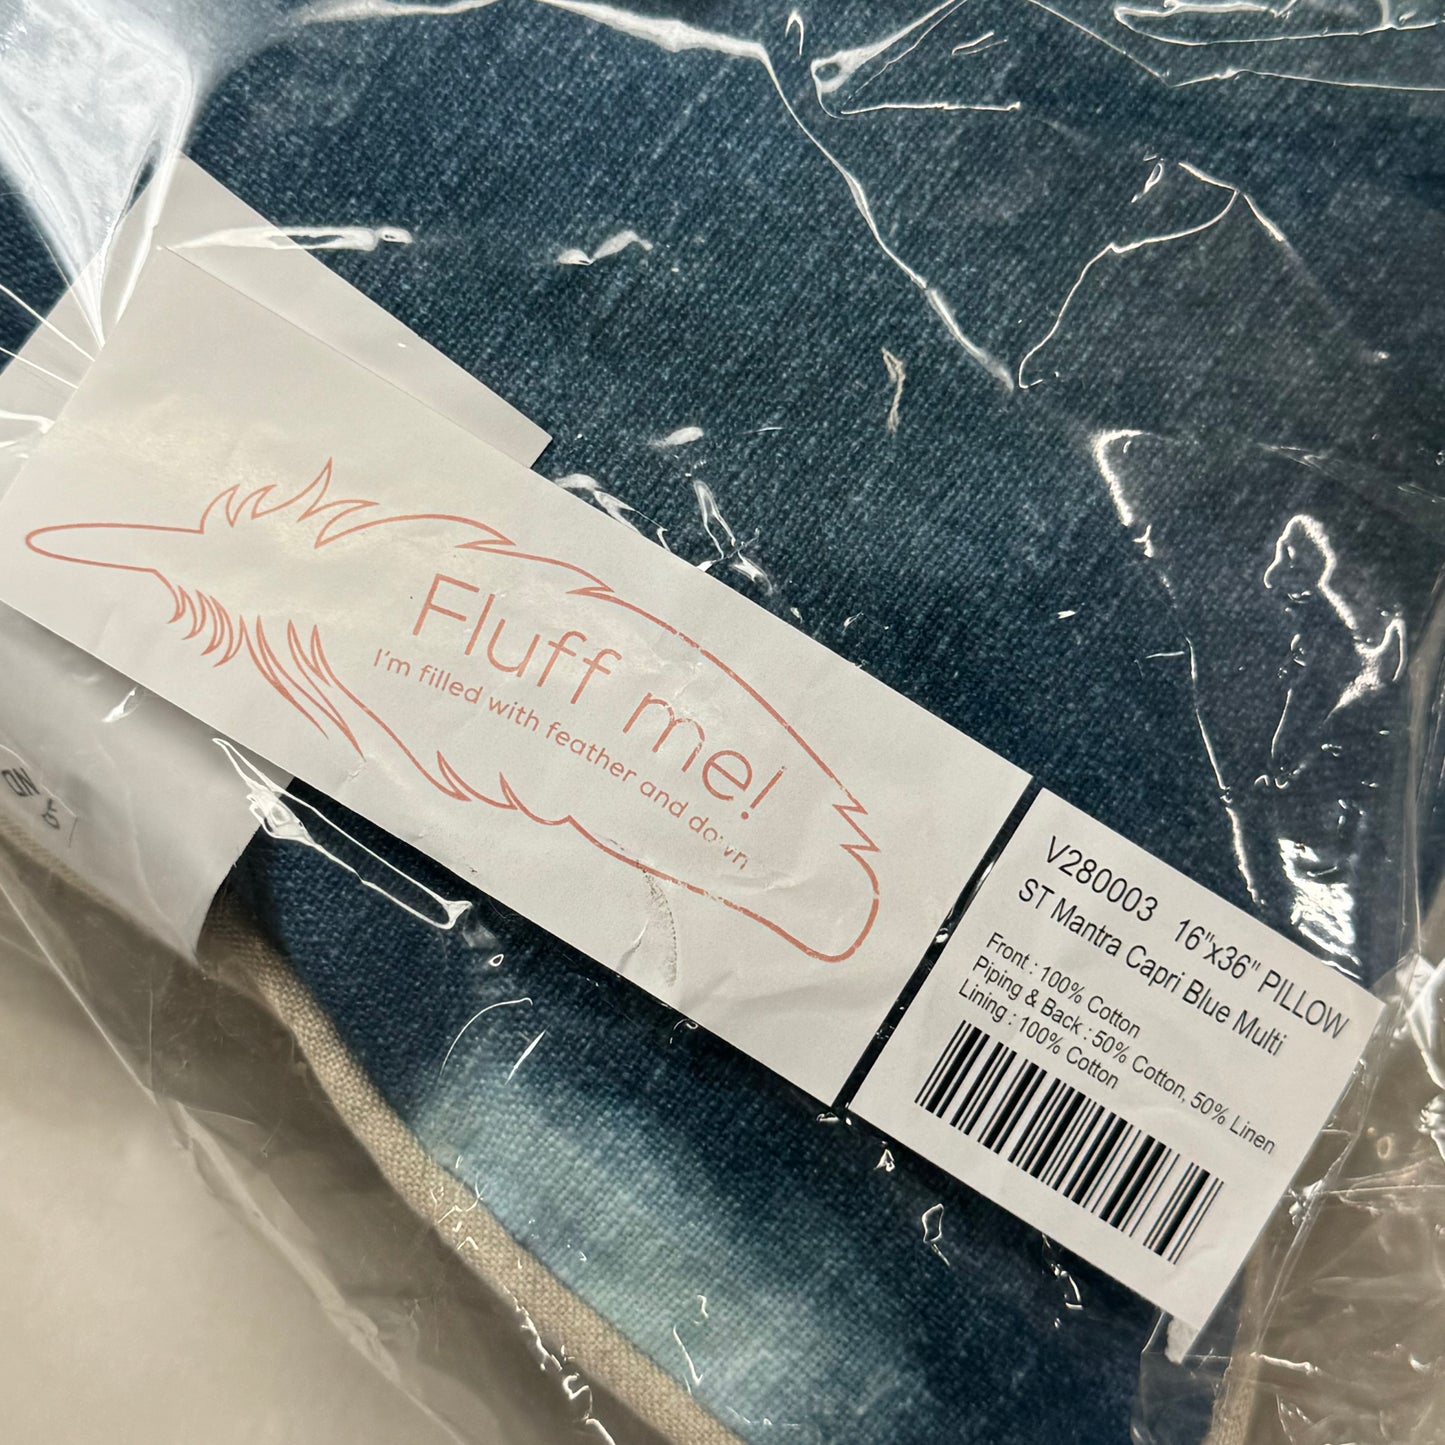 Fluff me!
I'm filled with feather and down
V280003 16"x36" PILLOW
ST Mantra Capri Blue Multi
Front : 100% Cotton
Piping & Back : 50% Cotton, 50% Linen
Lining : 100% Cotton